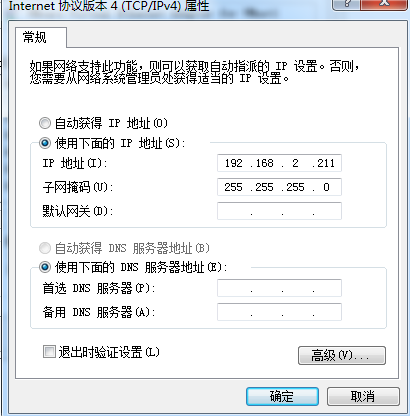 Internet 协议版本 4 (TCP/IPv4) 属性
常规
如果网络支持此功能，则可以获取自动指派的 IP 设置。否则，
您需要从网络系统管理员处获得适当的 IP 设置。
自动获得 IP 地址(O)
使用下面的 IP 地址(S):
IP 地址(I): 192 .168 . 2 .211
子网掩码(U): 255 .255 .255 . 0
默认网关(D): . . .
自动获得 DNS 服务器地址(B)
使用下面的 DNS 服务器地址(E):
首选 DNS 服务器(P): . . .
备用 DNS 服务器(A): . . .
退出时验证设置(L)
高级(V)...
确定 取消